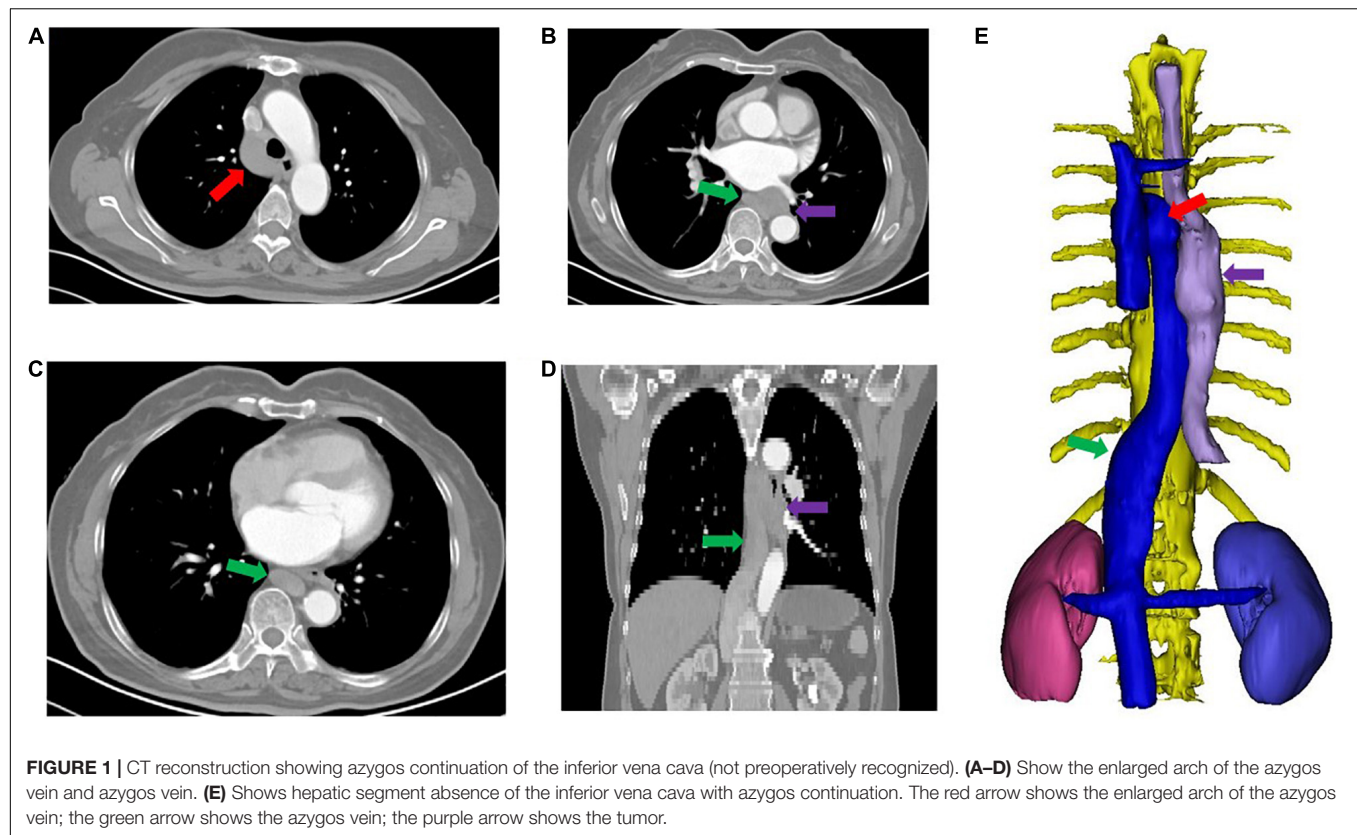 A
B
E
C
D
FIGURE 1 | CT reconstruction showing azygos continuation of the inferior vena cava (not preoperatively recognized). (A–D) Show the enlarged arch of the azygos
vein and azygos vein. (E) Shows hepatic segment absence of the inferior vena cava with azygos continuation. The red arrow shows the enlarged arch of the azygos
vein; the green arrow shows the azygos vein; the purple arrow shows the tumor.